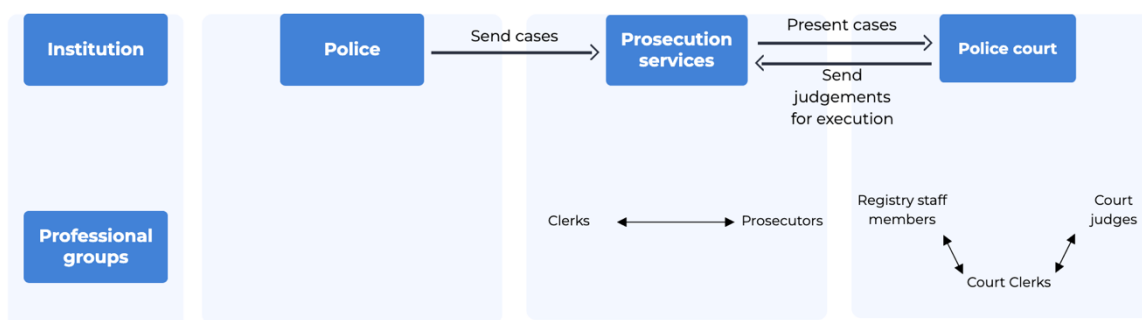 Institution
Police
Send cases
Prosecution
services
Present cases
Send
judgements
for execution
Police court
Professional
groups
Clerks
Prosecutors
Registry staff
members
Court
judges
Court Clerks